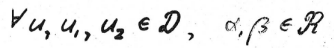 ∀ u, u₁, u₂ ∈ 𝒟, α, β ∈ ℛ